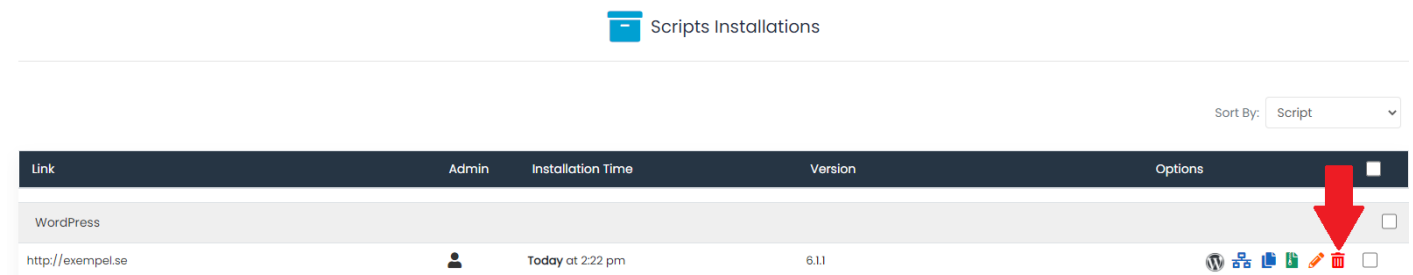 Scripts Installations
Sort By: Script
Link Admin Installation Time Version Options
WordPress
http://exempel.se Today at 2:22 pm 6.1.1